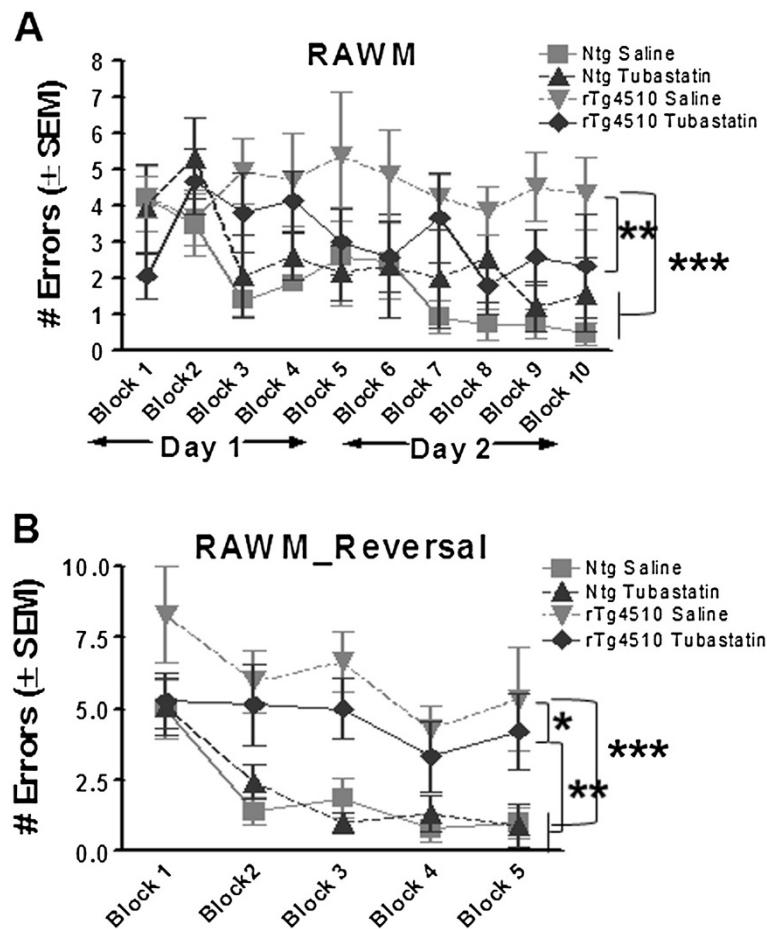 A
RAWM
Ntg Saline
Ntg Tubastatin
rTg4510 Saline
rTg4510 Tubastatin
# Errors (± SEM)
8
7
6
5
4
3
2
1
0
**
***
Block 1
Block2
Block 3
Block 4
Block 5
Block 6
Block 7
Block 8
Block 9
Block 10
Day 1
Day 2
B
RAWM_Reversal
Ntg Saline
Ntg Tubastatin
rTg4510 Saline
rTg4510 Tubastatin
# Errors (± SEM)
10.0
7.5
5.0
2.5
0.0
*
***
**
Block 1
Block2
Block 3
Block 4
Block 5